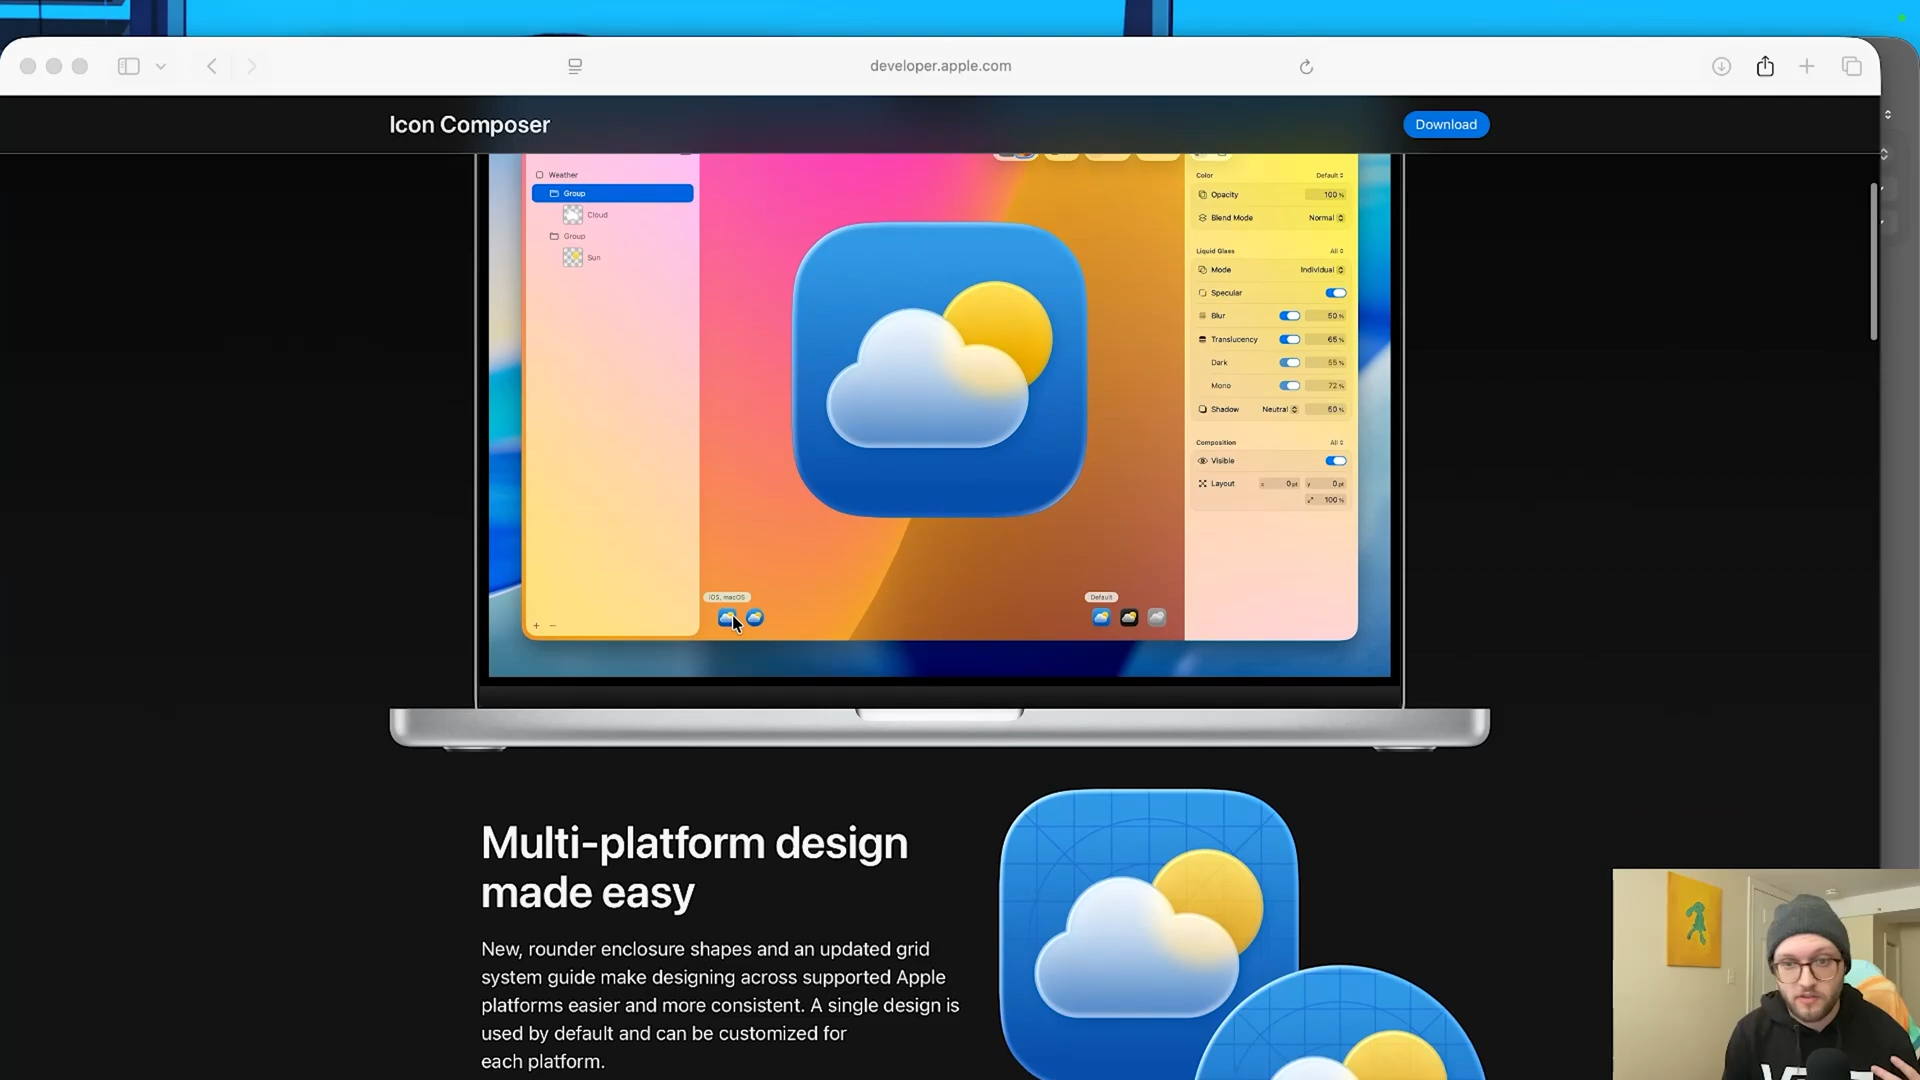 developer.apple.com
Icon Composer
Download
Weather
Group
Cloud
Group
Sun
iOS, macOS
Default
Color Default
Opacity 100 %
Blend Mode Normal
Liquid Glass All
Mode Individual
Specular
Blur 50 %
Translucency 65 %
Dark 55 %
Mono 72 %
Shadow Neutral 50 %
Composition All
Visible
Layout x 0 pt y 0 pt
100 %
Multi-platform design
made easy
New, rounder enclosure shapes and an updated grid
system guide make designing across supported Apple
platforms easier and more consistent. A single design is
used by default and can be customized for
each platform.